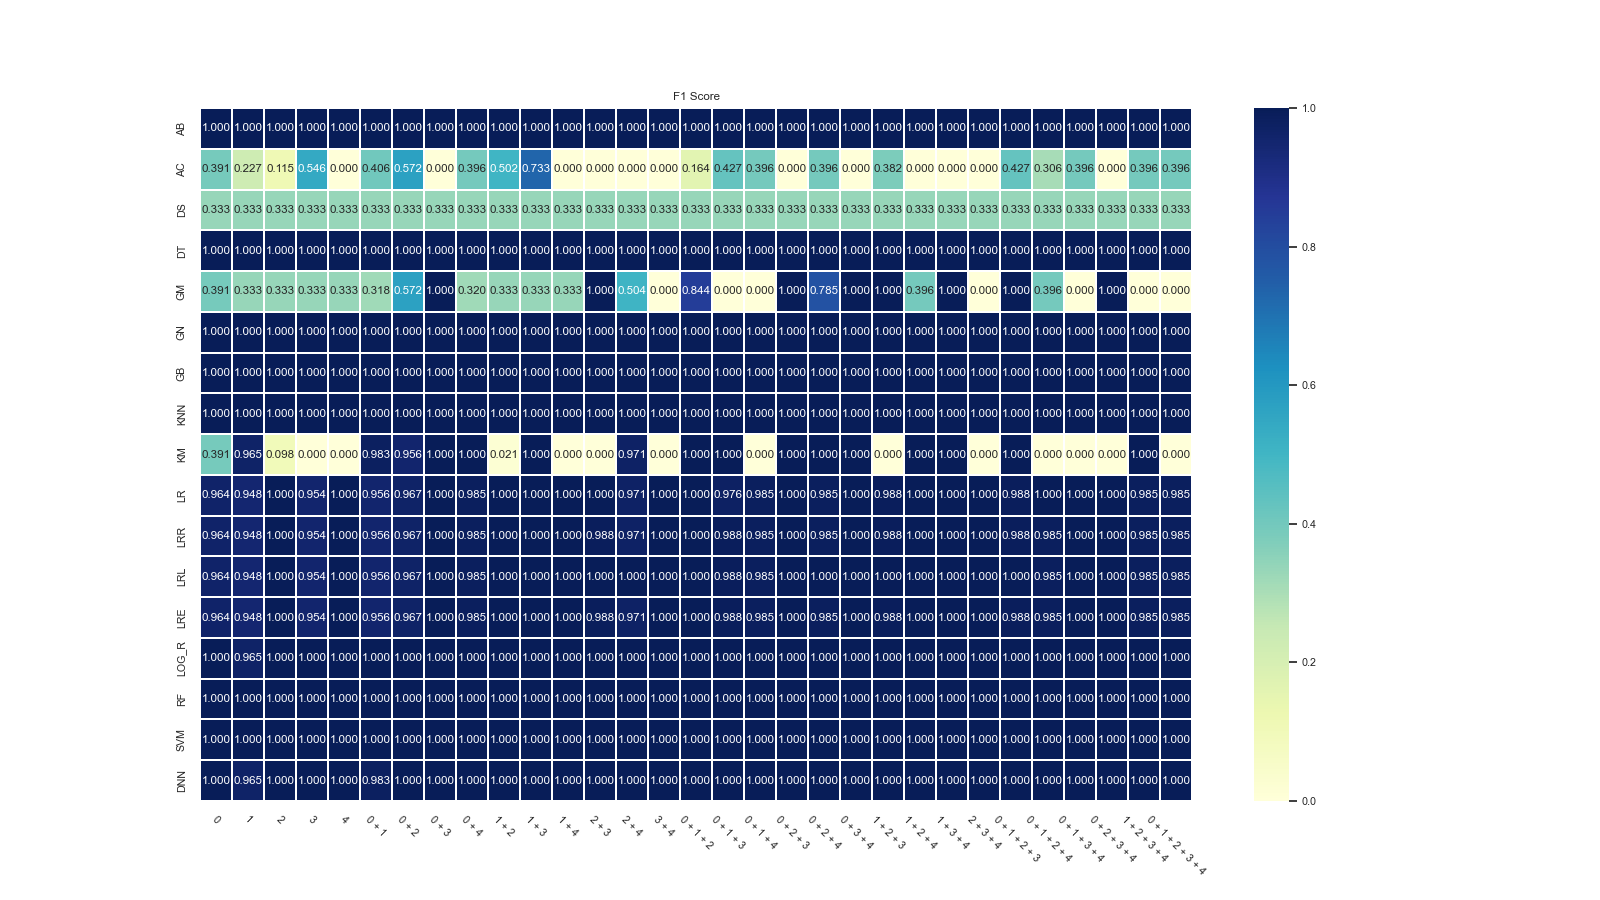 F1 Score
AB 1.000 1.000 1.000 1.000 1.000 1.000 1.000 1.000 1.000 1.000 1.000 1.000 1.000 1.000 1.000 1.000 1.000 1.000 1.000 1.000 1.000 1.000 1.000 1.000 1.000 1.000 1.000 1.000 1.000 1.000 1.000
AC 0.391 0.227 0.115 0.546 0.000 0.406 0.572 0.000 0.396 0.502 0.733 0.000 0.000 0.000 0.000 0.164 0.427 0.396 0.000 0.396 0.000 0.382 0.000 0.000 0.000 0.427 0.306 0.396 0.000 0.396 0.396
DS 0.333 0.333 0.333 0.333 0.333 0.333 0.333 0.333 0.333 0.333 0.333 0.333 0.333 0.333 0.333 0.333 0.333 0.333 0.333 0.333 0.333 0.333 0.333 0.333 0.333 0.333 0.333 0.333 0.333 0.333 0.333
DT 1.000 1.000 1.000 1.000 1.000 1.000 1.000 1.000 1.000 1.000 1.000 1.000 1.000 1.000 1.000 1.000 1.000 1.000 1.000 1.000 1.000 1.000 1.000 1.000 1.000 1.000 1.000 1.000 1.000 1.000 1.000
GM 0.391 0.333 0.333 0.333 0.333 0.318 0.572 1.000 0.320 0.333 0.333 0.333 1.000 0.504 0.000 0.844 0.000 0.000 1.000 0.785 1.000 1.000 0.396 1.000 0.000 1.000 0.396 0.000 1.000 0.000 0.000
GN 1.000 1.000 1.000 1.000 1.000 1.000 1.000 1.000 1.000 1.000 1.000 1.000 1.000 1.000 1.000 1.000 1.000 1.000 1.000 1.000 1.000 1.000 1.000 1.000 1.000 1.000 1.000 1.000 1.000 1.000 1.000
GB 1.000 1.000 1.000 1.000 1.000 1.000 1.000 1.000 1.000 1.000 1.000 1.000 1.000 1.000 1.000 1.000 1.000 1.000 1.000 1.000 1.000 1.000 1.000 1.000 1.000 1.000 1.000 1.000 1.000 1.000 1.000
KNN 1.000 1.000 1.000 1.000 1.000 1.000 1.000 1.000 1.000 1.000 1.000 1.000 1.000 1.000 1.000 1.000 1.000 1.000 1.000 1.000 1.000 1.000 1.000 1.000 1.000 1.000 1.000 1.000 1.000 1.000 1.000
KM 0.391 0.965 0.098 0.000 0.000 0.983 0.956 1.000 1.000 0.021 1.000 0.000 0.000 0.971 0.000 1.000 1.000 0.000 1.000 1.000 1.000 0.000 1.000 1.000 0.000 1.000 0.000 0.000 0.000 1.000 0.000
LR 0.964 0.948 1.000 0.954 1.000 0.956 0.967 1.000 0.985 1.000 1.000 1.000 1.000 0.971 1.000 1.000 0.976 0.985 1.000 0.985 1.000 0.988 1.000 1.000 1.000 0.988 1.000 1.000 1.000 0.985 0.985
LRR 0.964 0.948 1.000 0.954 1.000 0.956 0.967 1.000 0.985 1.000 1.000 1.000 0.988 0.971 1.000 1.000 0.988 0.985 1.000 0.985 1.000 0.988 1.000 1.000 1.000 0.988 0.985 1.000 1.000 0.985 0.985
LRL 0.964 0.948 1.000 0.954 1.000 0.956 0.967 1.000 0.985 1.000 1.000 1.000 1.000 1.000 1.000 1.000 0.988 0.985 1.000 1.000 1.000 1.000 1.000 1.000 1.000 1.000 0.985 1.000 1.000 0.985 0.985
LRE 0.964 0.948 1.000 0.954 1.000 0.956 0.967 1.000 0.985 1.000 1.000 1.000 0.988 0.971 1.000 1.000 0.988 0.985 1.000 0.985 1.000 0.988 1.000 1.000 1.000 0.988 0.985 1.000 1.000 0.985 0.985
LOG_R 1.000 0.965 1.000 1.000 1.000 1.000 1.000 1.000 1.000 1.000 1.000 1.000 1.000 1.000 1.000 1.000 1.000 1.000 1.000 1.000 1.000 1.000 1.000 1.000 1.000 1.000 1.000 1.000 1.000 1.000 1.000
RF 1.000 1.000 1.000 1.000 1.000 1.000 1.000 1.000 1.000 1.000 1.000 1.000 1.000 1.000 1.000 1.000 1.000 1.000 1.000 1.000 1.000 1.000 1.000 1.000 1.000 1.000 1.000 1.000 1.000 1.000 1.000
SVM 1.000 1.000 1.000 1.000 1.000 1.000 1.000 1.000 1.000 1.000 1.000 1.000 1.000 1.000 1.000 1.000 1.000 1.000 1.000 1.000 1.000 1.000 1.000 1.000 1.000 1.000 1.000 1.000 1.000 1.000 1.000
DNN 1.000 0.965 1.000 1.000 1.000 0.983 1.000 1.000 1.000 1.000 1.000 1.000 1.000 1.000 1.000 1.000 1.000 1.000 1.000 1.000 1.000 1.000 1.000 1.000 1.000 1.000 1.000 1.000 1.000 1.000 1.000
0
1
2
3
4
0 + 1
0 + 2
0 + 3
0 + 4
1 + 2
1 + 3
1 + 4
2 + 3
2 + 4
3 + 4
0 + 1 + 2
0 + 1 + 3
0 + 1 + 4
0 + 2 + 3
0 + 2 + 4
0 + 3 + 4
1 + 2 + 3
1 + 2 + 4
1 + 3 + 4
2 + 3 + 4
0 + 1 + 2 + 3
0 + 1 + 2 + 4
0 + 1 + 3 + 4
0 + 2 + 3 + 4
1 + 2 + 3 + 4
0 + 1 + 2 + 3 + 4
1.0
0.8
0.6
0.4
0.2
0.0